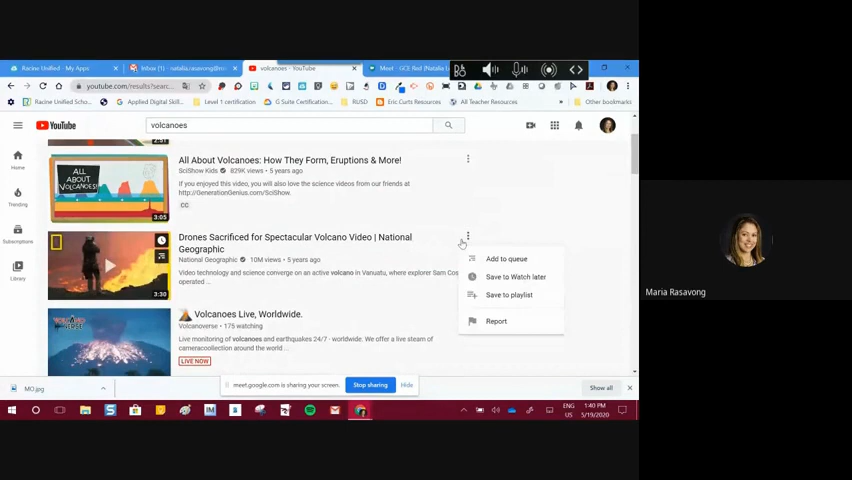 Racine Unified - My Apps
Inbox (1) - natalia.rasavong@r
volcanoes - YouTube
Meet - GCE Red (Natalia
youtube.com/results?searc...
Racine Unified Scho
Applied Digital Skill...
Level 1 certification
G Suite Certification...
RUSD
Eric Curts Resource
All Teacher Resources
Other bookmarks
YouTube
volcanoes
Home
Trending
Subscriptions
Library
2:51
ALL ABOUT VOLCANOES!
3:05
All About Volcanoes: How They Form, Eruptions & More!
SciShow Kids 829K views • 5 years ago
If you enjoyed this video, you will also love the science videos from our friends at
http://GenerationGenius.com/SciShow.
CC
3:30
Drones Sacrificed for Spectacular Volcano Video | National
Geographic
National Geographic 10M views • 5 years ago
Video technology and science converge on an active volcano in Vanuatu, where explorer Sam Cos
operated ...
Add to queue
Save to Watch later
Save to playlist
Report
Volcanoes Live, Worldwide.
Volcanoverse • 175 watching
Live monitoring of volcanoes and earthquakes 24/7 - worldwide. We offer a live steam of
cameracollection around the world ...
LIVE NOW
MO.jpg
meet.google.com is sharing your screen.
Stop sharing
Hide
Show all
ENG
US
1:40 PM
5/19/2020
Maria Rasavong